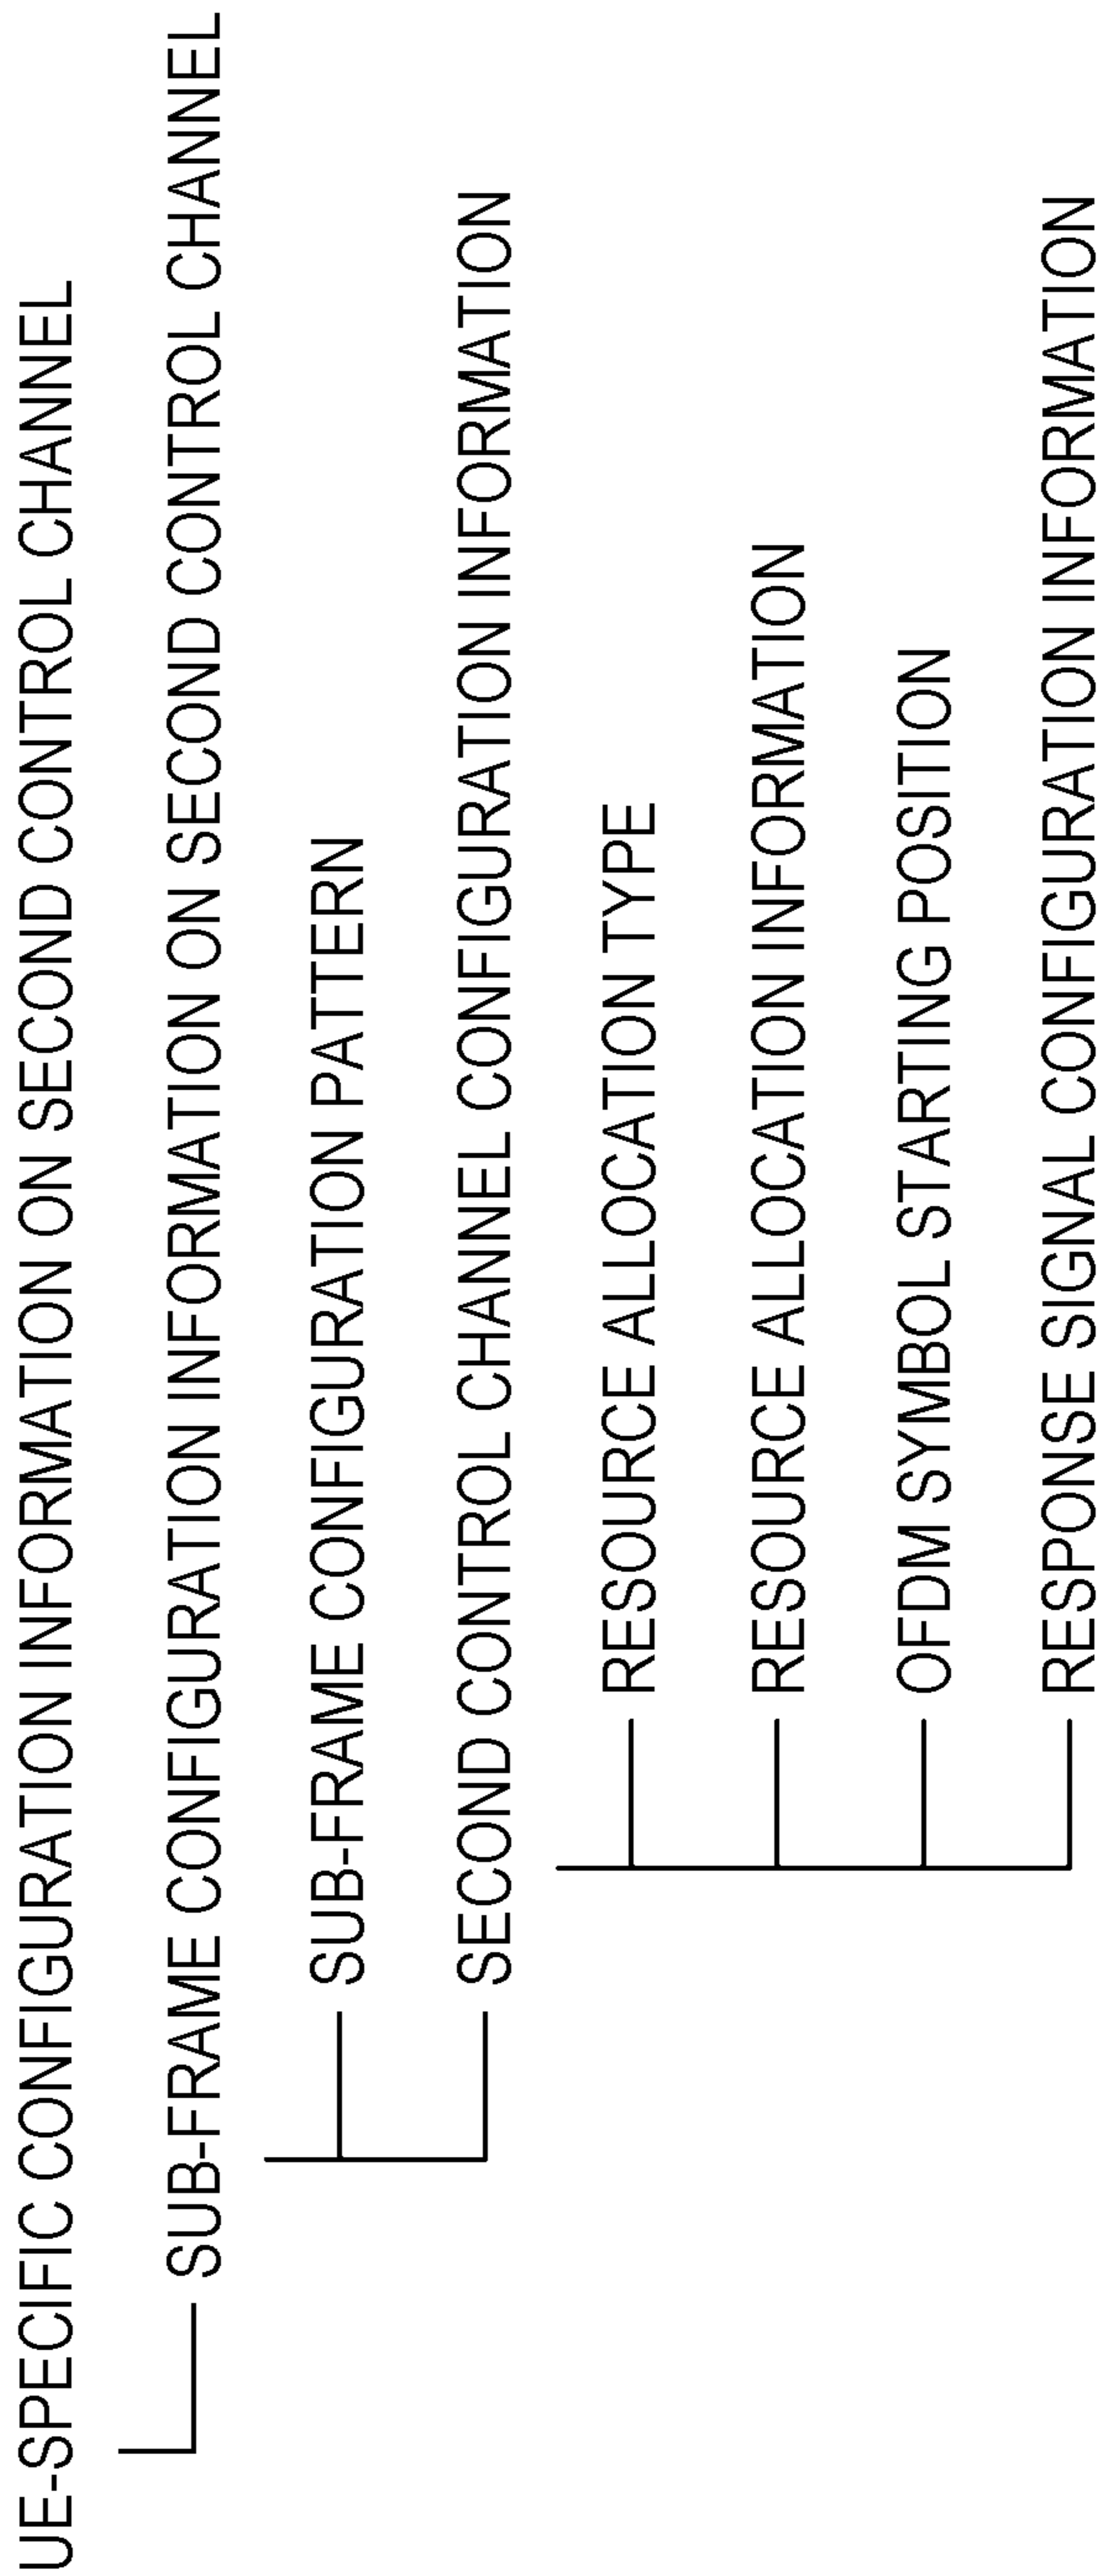 UE-SPECIFIC CONFIGURATION INFORMATION ON SECOND CONTROL CHANNEL
SUB-FRAME CONFIGURATION INFORMATION ON SECOND CONTROL CHANNEL
SUB-FRAME CONFIGURATION PATTERN
SECOND CONTROL CHANNEL CONFIGURATION INFORMATION
RESOURCE ALLOCATION TYPE
RESOURCE ALLOCATION INFORMATION
OFDM SYMBOL STARTING POSITION
RESPONSE SIGNAL CONFIGURATION INFORMATION